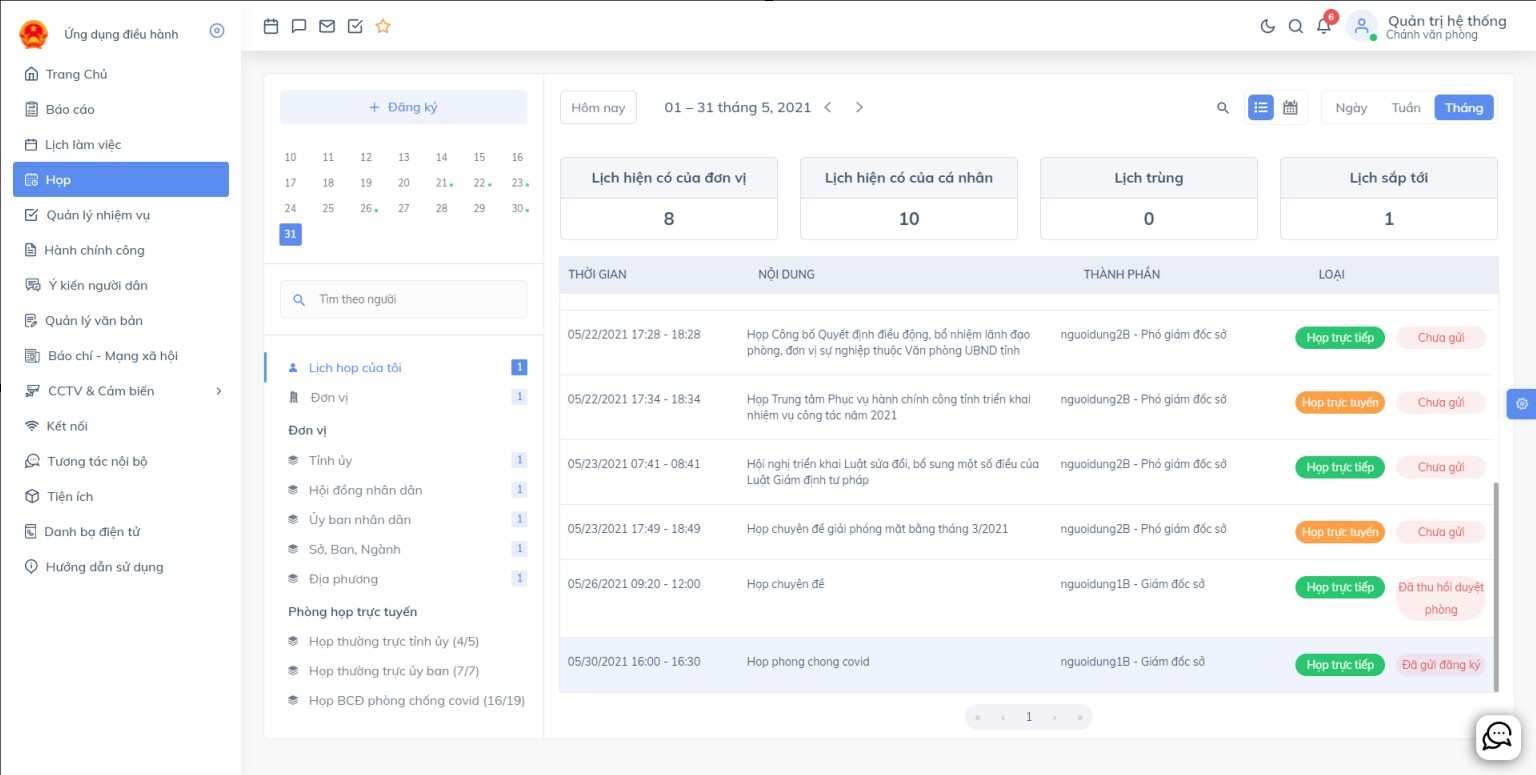 Ứng dụng điều hành
Trang Chủ
Báo cáo
Lịch làm việc
Họp
Quản lý nhiệm vụ
Hành chính công
Ý kiến người dân
Quản lý văn bản
Báo chí - Mạng xã hội
CCTV & Cảm biến
Kết nối
Tương tác nội bộ
Tiện ích
Danh bạ điện tử
Hướng dẫn sử dụng
6
Quản trị hệ thống
Chánh văn phòng
+ Đăng ký
10 11 12 13 14 15 16
17 18 19 20 21 22 23
24 25 26 27 28 29 30
31
Tìm theo người
Lịch họp của tôi 1
Đơn vị 1
Đơn vị
Tỉnh ủy 1
Hội đồng nhân dân 1
Ủy ban nhân dân 1
Sở, Ban, Ngành 1
Địa phương 1
Phòng họp trực tuyến
Họp thường trực tỉnh ủy (4/5)
Họp thường trực ủy ban (7/7)
Họp BCĐ phòng chống covid (16/19)
Hôm nay 01 – 31 tháng 5, 2021 Ngày Tuần Tháng
Lịch hiện có của đơn vị Lịch hiện có của cá nhân Lịch trùng Lịch sắp tới
8 10 0 1
THỜI GIAN NỘI DUNG THÀNH PHẦN LOẠI
05/22/2021 17:28 - 18:28 Họp Công bố Quyết định điều động, bổ nhiệm lãnh đạo nguoidung2B - Phó giám đốc sở Họp trực tiếp Chưa gửi
phòng, đơn vị sự nghiệp thuộc Văn phòng UBND tỉnh
05/22/2021 17:34 - 18:34 Họp Trung tâm Phục vụ hành chính công tỉnh triển khai nguoidung2B - Phó giám đốc sở Họp trực tuyến Chưa gửi
nhiệm vụ công tác năm 2021
05/23/2021 07:41 - 08:41 Hội nghị triển khai Luật sửa đổi, bổ sung một số điều của nguoidung2B - Phó giám đốc sở Họp trực tiếp Chưa gửi
Luật Giám định tư pháp
05/23/2021 17:49 - 18:49 Họp chuyên đề giải phóng mặt bằng tháng 3/2021 nguoidung2B - Phó giám đốc sở Họp trực tuyến Chưa gửi
05/26/2021 09:20 - 12:00 Họp chuyên đề nguoidung1B - Giám đốc sở Họp trực tiếp Đã thu hồi duyệt
phòng
05/30/2021 16:00 - 16:30 Hop phong chong covid nguoidung1B - Giám đốc sở Họp trực tiếp Đã gửi đăng ký
« ‹ 1 › »